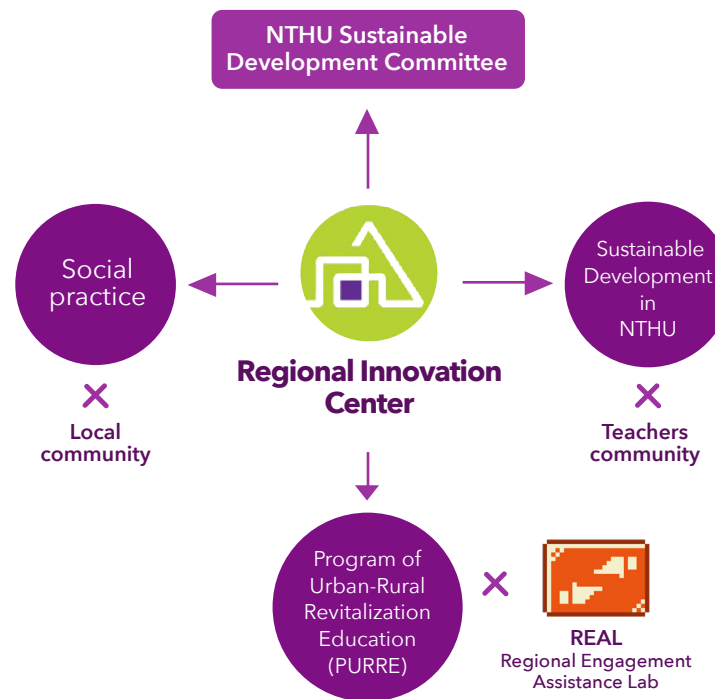 NTHU Sustainable
Development Committee
Social
practice
Sustainable
Development
in
NTHU
Regional Innovation
Center
Local
community
Teachers
community
Program of
Urban-Rural
Revitalization
Education
(PURRE)
REAL
Regional Engagement
Assistance Lab